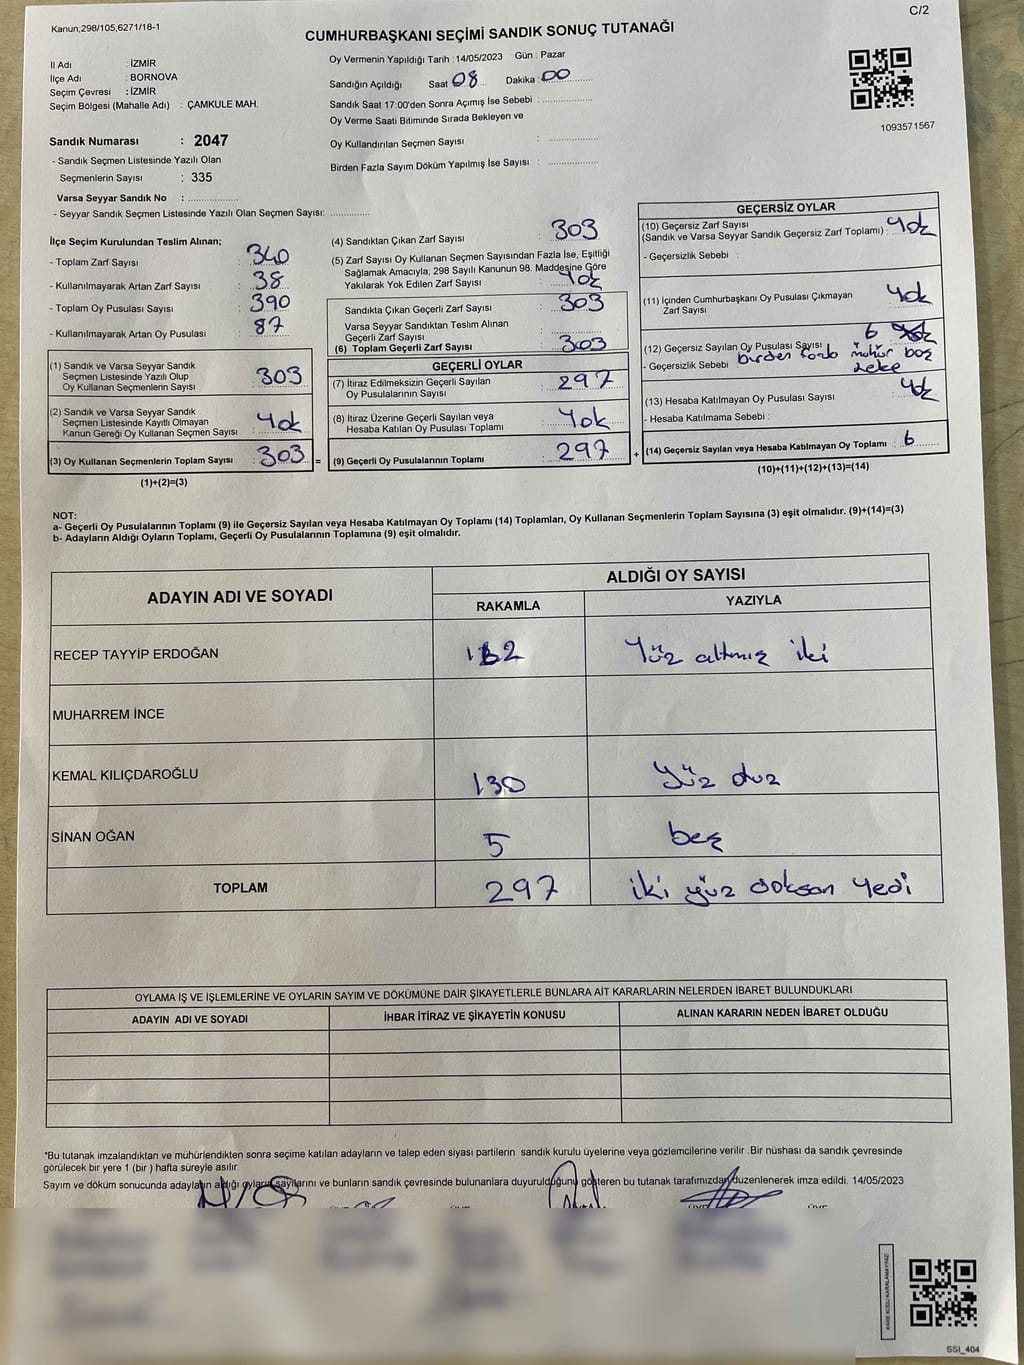 Kanun;298/105,6271/18-1
C/2
CUMHURBAŞKANI SEÇİMİ SANDIK SONUÇ TUTANAĞI
İl Adı : İZMİR
İlçe Adı : BORNOVA
Seçim Çevresi : İZMİR
Seçim Bölgesi (Mahalle Adı) : ÇAMKULE MAH.
Sandık Numarası : 2047
- Sandık Seçmen Listesinde Yazılı Olan
Seçmenlerin Sayısı : 335
Varsa Seyyar Sandık No : ....................
- Seyyar Sandık Seçmen Listesinde Yazılı Olan Seçmen Sayısı: ...............
Oy Vermenin Yapıldığı Tarih : 14/05/2023 Gün : Pazar
Sandığın Açıldığı Saat 08 Dakika : 00
Sandık Saat 17:00'den Sonra Açımış İse Sebebi : ....................
Oy Verme Saati Bitiminde Sırada Bekleyen ve
Oy Kullandırılan Seçmen Sayısı : ....................
Birden Fazla Sayım Döküm Yapılmış İse Sayısı : ....................
1093571567
İlçe Seçim Kurulundan Teslim Alınan;
- Toplam Zarf Sayısı : 340
- Kullanılmayarak Artan Zarf Sayısı : 38
- Toplam Oy Pusulası Sayısı : 390
- Kullanılmayarak Artan Oy Pusulası : 87
(1) Sandık ve Varsa Seyyar Sandık
Seçmen Listesinde Yazılı Olup
Oy Kullanan Seçmenlerin Sayısı : 303
(2) Sandık ve Varsa Seyyar Sandık
Seçmen Listesinde Kayıtlı Olmayan
Kanun Gereği Oy Kullanan Seçmen Sayısı : Yok
(3) Oy Kullanan Seçmenlerin Toplam Sayısı : 303 =
(1)+(2)=(3)
(4) Sandıktan Çıkan Zarf Sayısı : 303
(5) Zarf Sayısı Oy Kullanan Seçmen Sayısından Fazla İse, Eşitliği
Sağlamak Amacıyla; 298 Sayılı Kanunun 98. Maddesine Göre
Yakılarak Yok Edilen Zarf Sayısı : Yok
Sandıkta Çıkan Geçerli Zarf Sayısı : 303
Varsa Seyyar Sandıktan Teslim Alınan
Geçerli Zarf Sayısı : ....................
(6) Toplam Geçerli Zarf Sayısı : 303
GEÇERLİ OYLAR
(7) İtiraz Edilmeksizin Geçerli Sayılan
Oy Pusulalarının Sayısı : 297
(8) İtiraz Üzerine Geçerli Sayılan veya
Hesaba Katılan Oy Pusulası Toplamı : Yok
(9) Geçerli Oy Pusulalarının Toplamı : 297 +
GEÇERSİZ OYLAR
(10) Geçersiz Zarf Sayısı
(Sandık ve Varsa Seyyar Sandık Geçersiz Zarf Toplamı) : Yok
- Geçersizlik Sebebi :
(11) İçinden Cumhurbaşkanı Oy Pusulası Çıkmayan
Zarf Sayısı : Yok
(12) Geçersiz Sayılan Oy Pusulası Sayısı : 6
- Geçersizlik Sebebi : birden fazla mühür boş
leke
(13) Hesaba Katılmayan Oy Pusulası Sayısı : Yok
- Hesaba Katılmama Sebebi :
(14) Geçersiz Sayılan veya Hesaba Katılmayan Oy Toplamı : 6
(10)+(11)+(12)+(13)=(14)
NOT:
a- Geçerli Oy Pusulalarının Toplamı (9) ile Geçersiz Sayılan veya Hesaba Katılmayan Oy Toplamı (14) Toplamları, Oy Kullanan Seçmenlerin Toplam Sayısına (3) eşit olmalıdır. (9)+(14)=(3)
b- Adayların Aldığı Oyların Toplamı, Geçerli Oy Pusulalarının Toplamına (9) eşit olmalıdır.
ADAYIN ADI VE SOYADI
ALDIĞI OY SAYISI
RAKAMLA YAZIYLA
RECEP TAYYİP ERDOĞAN 162 Yüz altmış iki
MUHARREM İNCE
KEMAL KILIÇDAROĞLU 130 Yüz otuz
SİNAN OĞAN 5 beş
TOPLAM 297 iki yüz doksan yedi
OYLAMA İŞ VE İŞLEMLERİNE VE OYLARIN SAYIM VE DÖKÜMÜNE DAİR ŞİKAYETLERLE BUNLARA AİT KARARLARIN NELERDEN İBARET BULUNDUKLARI
ADAYIN ADI VE SOYADI İHBAR İTİRAZ VE ŞİKAYETİN KONUSU ALINAN KARARIN NEDEN İBARET OLDUĞU
*Bu tutanak imzalandıktan ve mühürlendikten sonra seçime katılan adayların ve talep eden siyasi partilerin sandık kurulu üyelerine veya gözlemcilerine verilir .Bir nüshası da sandık çevresinde
görülecek bir yere 1 (bir ) hafta süreyle asılır.
Sayım ve döküm sonucunda adayların aldığı oyların sayılarını ve bunların sandık çevresinde bulunanlara duyurulduğunu gösteren bu tutanak tarafımızdan düzenlenerek imza edildi. 14/05/2023
KARE KODU KARALAMAYINIZ!
SSI_404